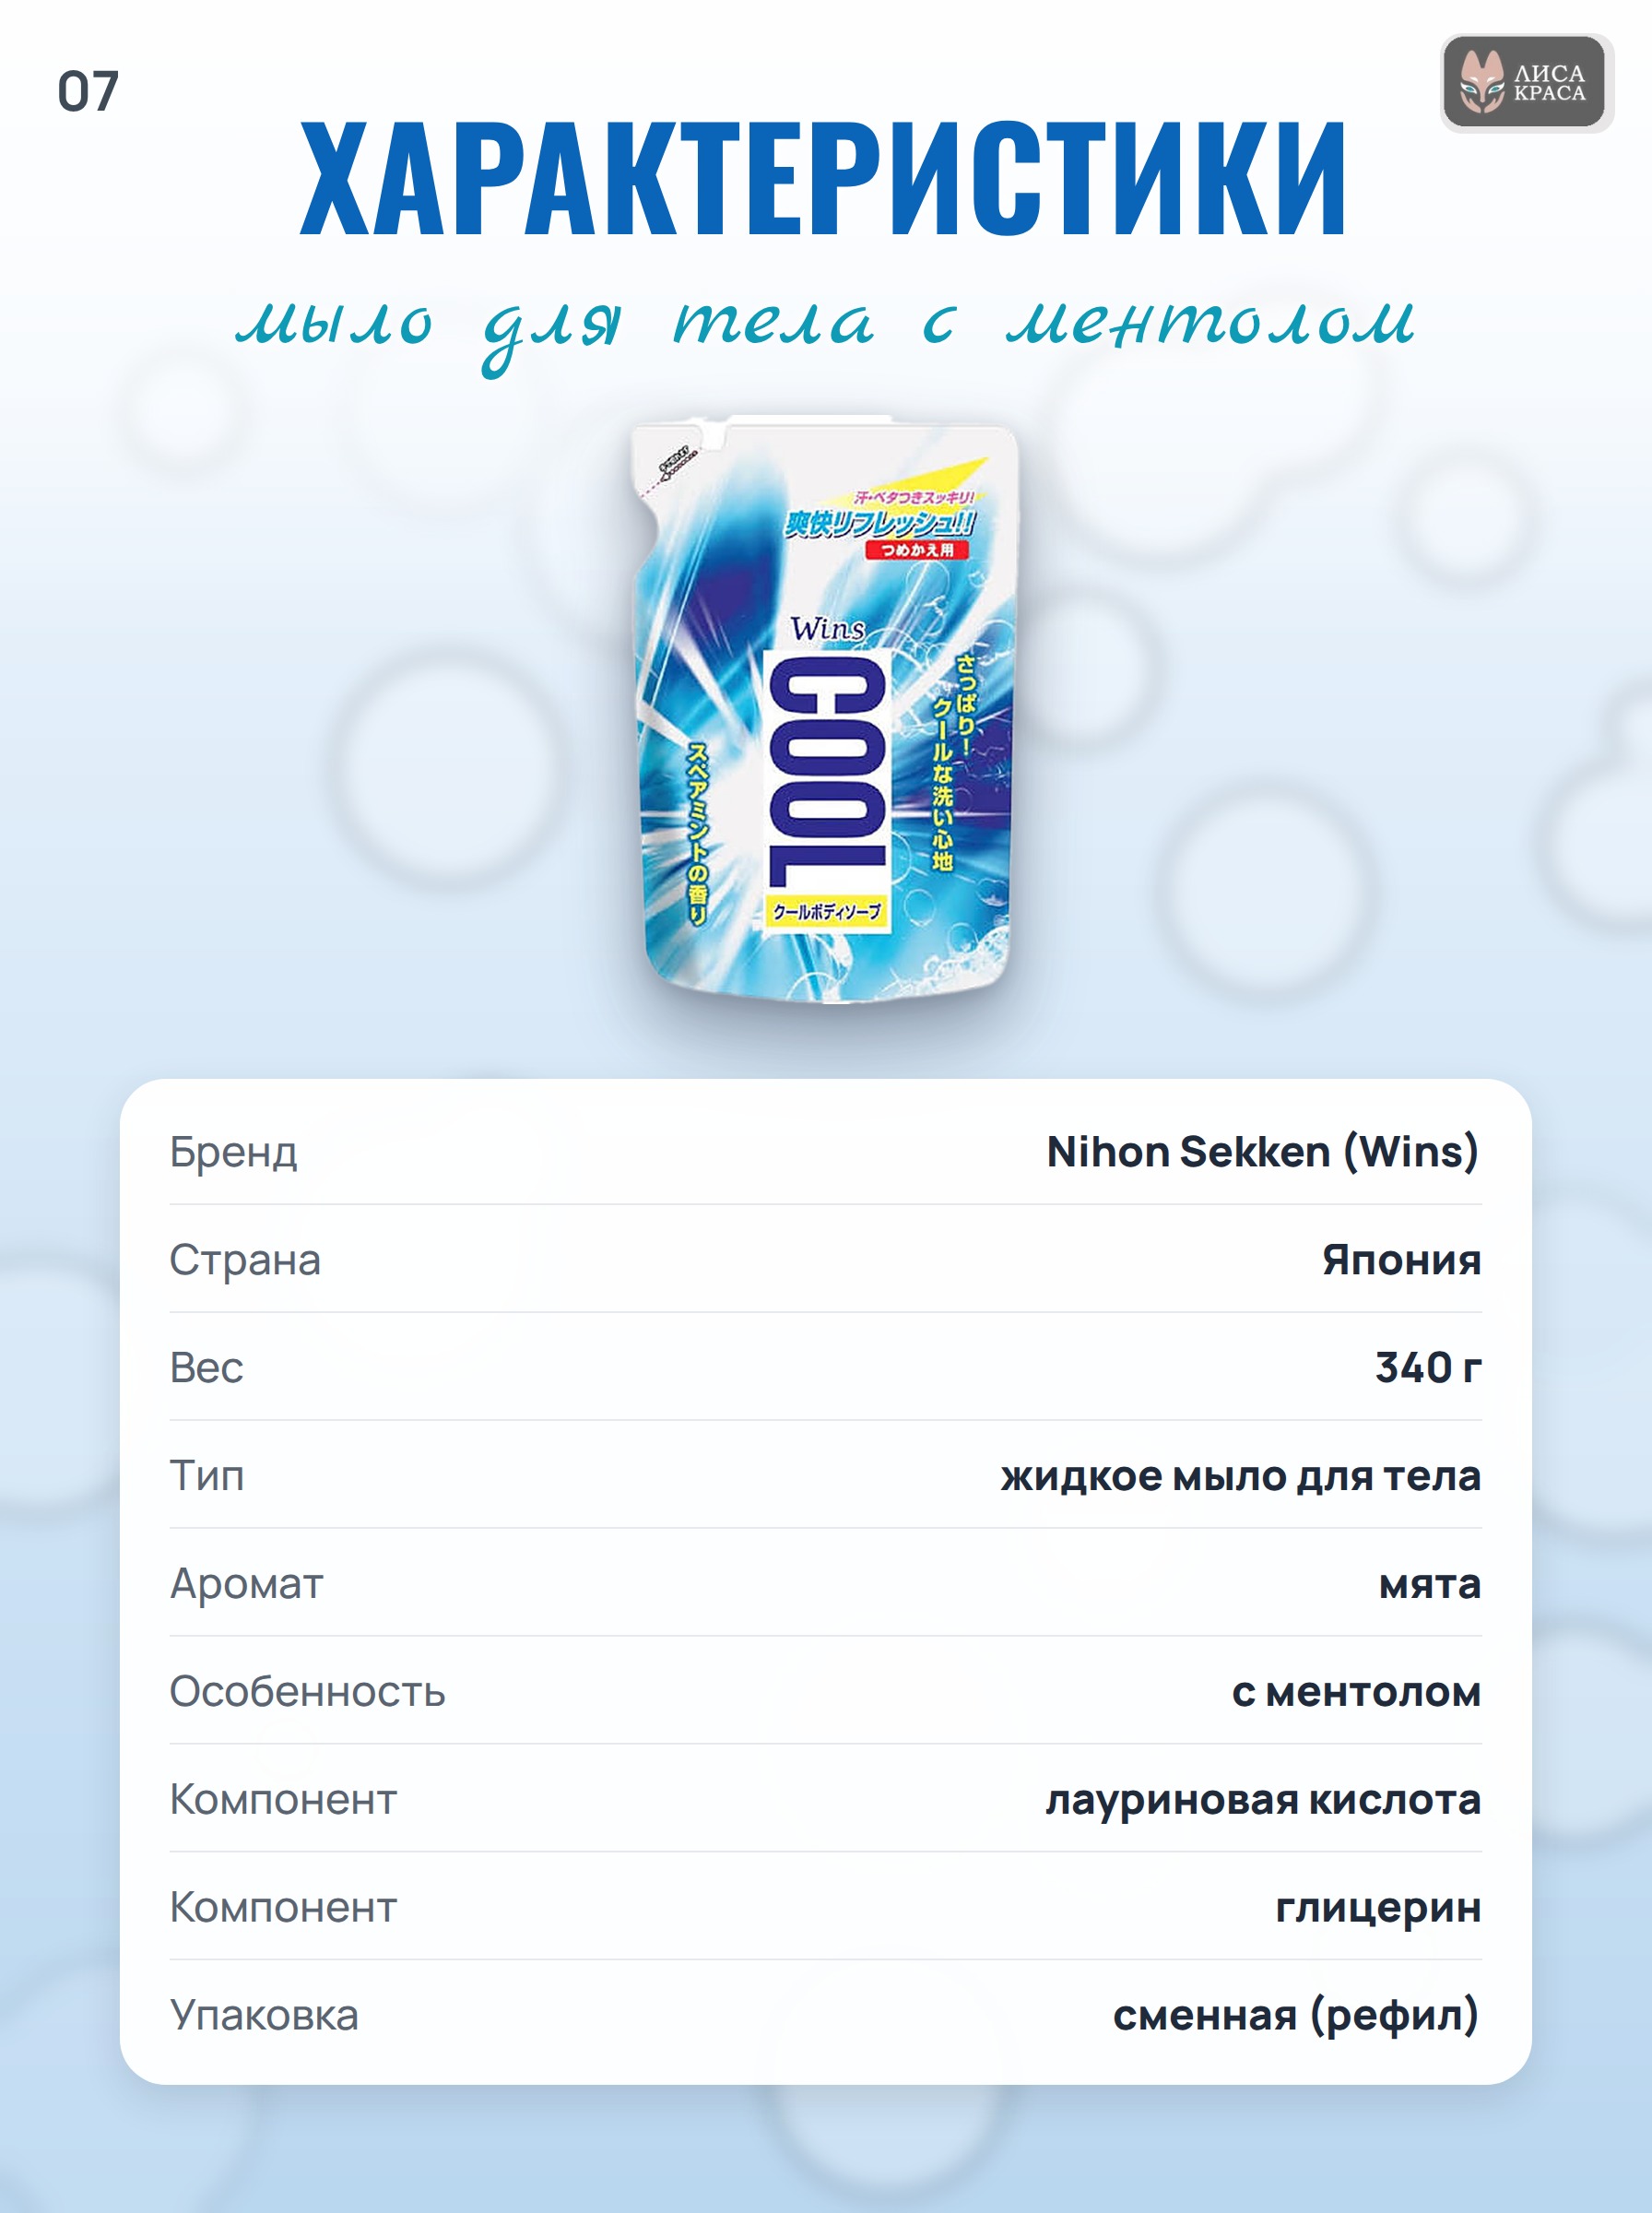 07
ЛИСА
КРАСА
ХАРАКТЕРИСТИКИ
мыло для тела с ментолом
汗・ベタつきスッキリ!
爽快リフレッシュ!!
つめかえ用
Wins
COOL
クールボディソープ
さっぱり!
クールな洗い心地
スペアミントの香り
Бренд Nihon Sekken (Wins)
Страна Япония
Вес 340 г
Тип жидкое мыло для тела
Аромат мята
Особенность с ментолом
Компонент лауриновая кислота
Компонент глицерин
Упаковка сменная (рефил)